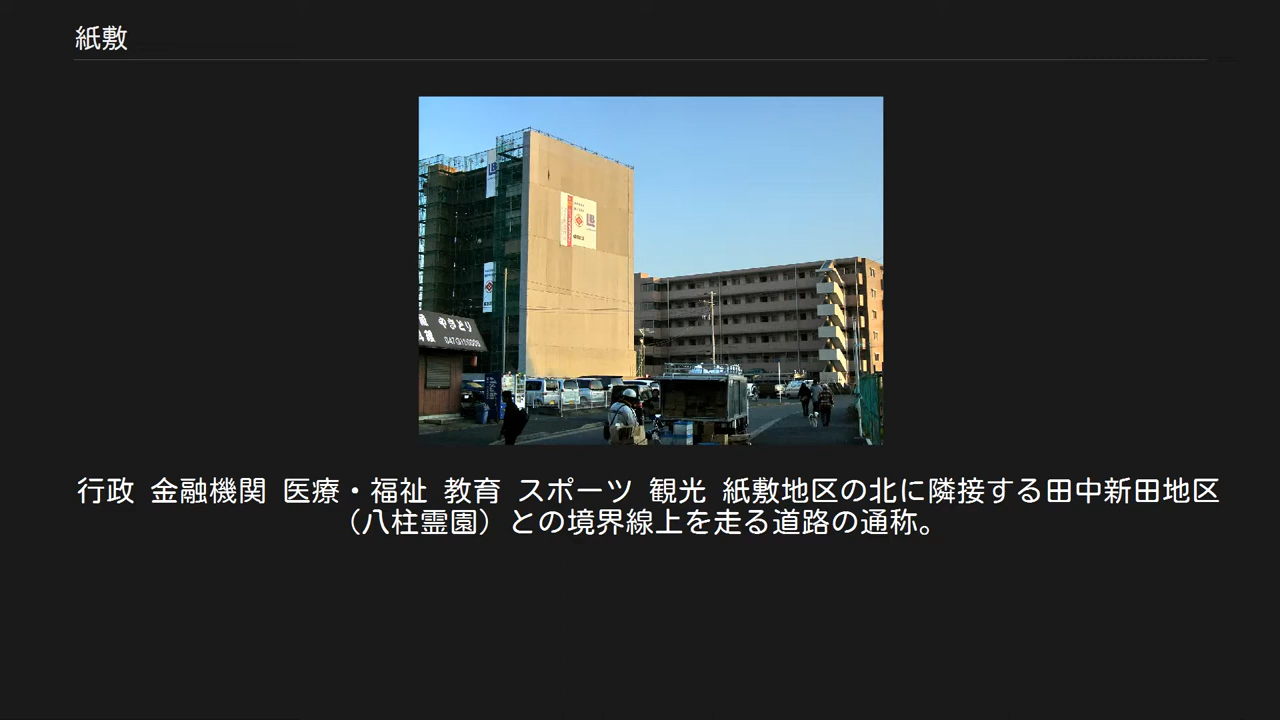 紙敷
やきとり
行政 金融機関 医療・福祉 教育 スポーツ 観光 紙敷地区の北に隣接する田中新田地区
（八柱霊園）との境界線上を走る道路の通称。